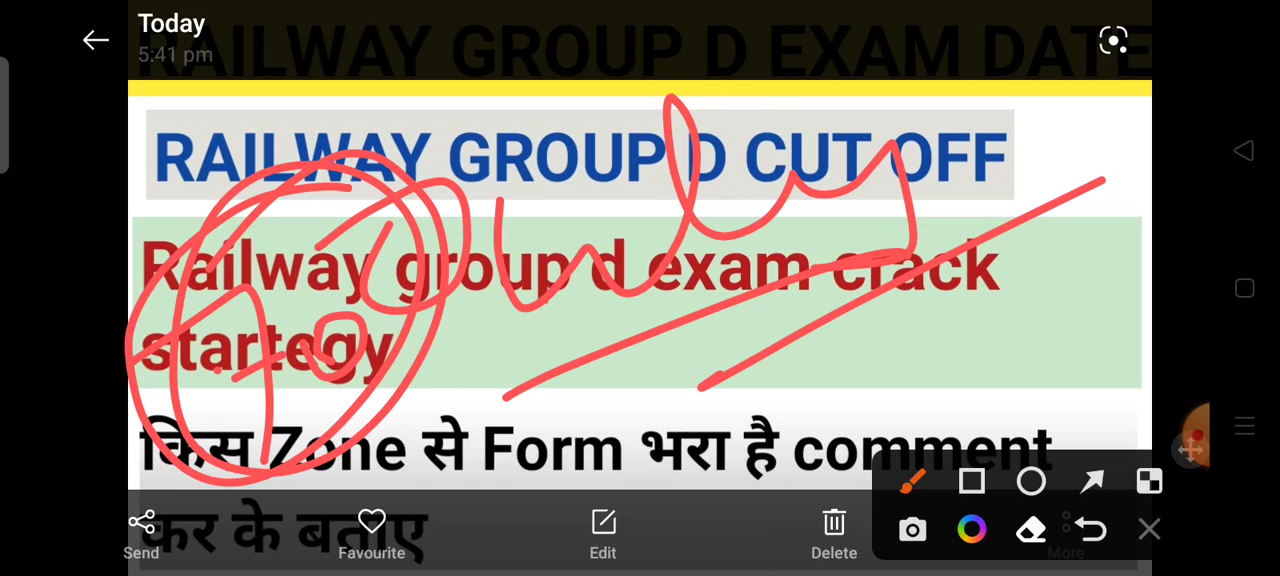 Today
5:41 pm
RAILWAY GROUP D EXAM DATE
RAILWAY GROUP D CUT OFF
Railway group d exam crack
startegy
किस Zone से Form भरा है comment
कर के बताए
Send
Favourite
Edit
Delete
More